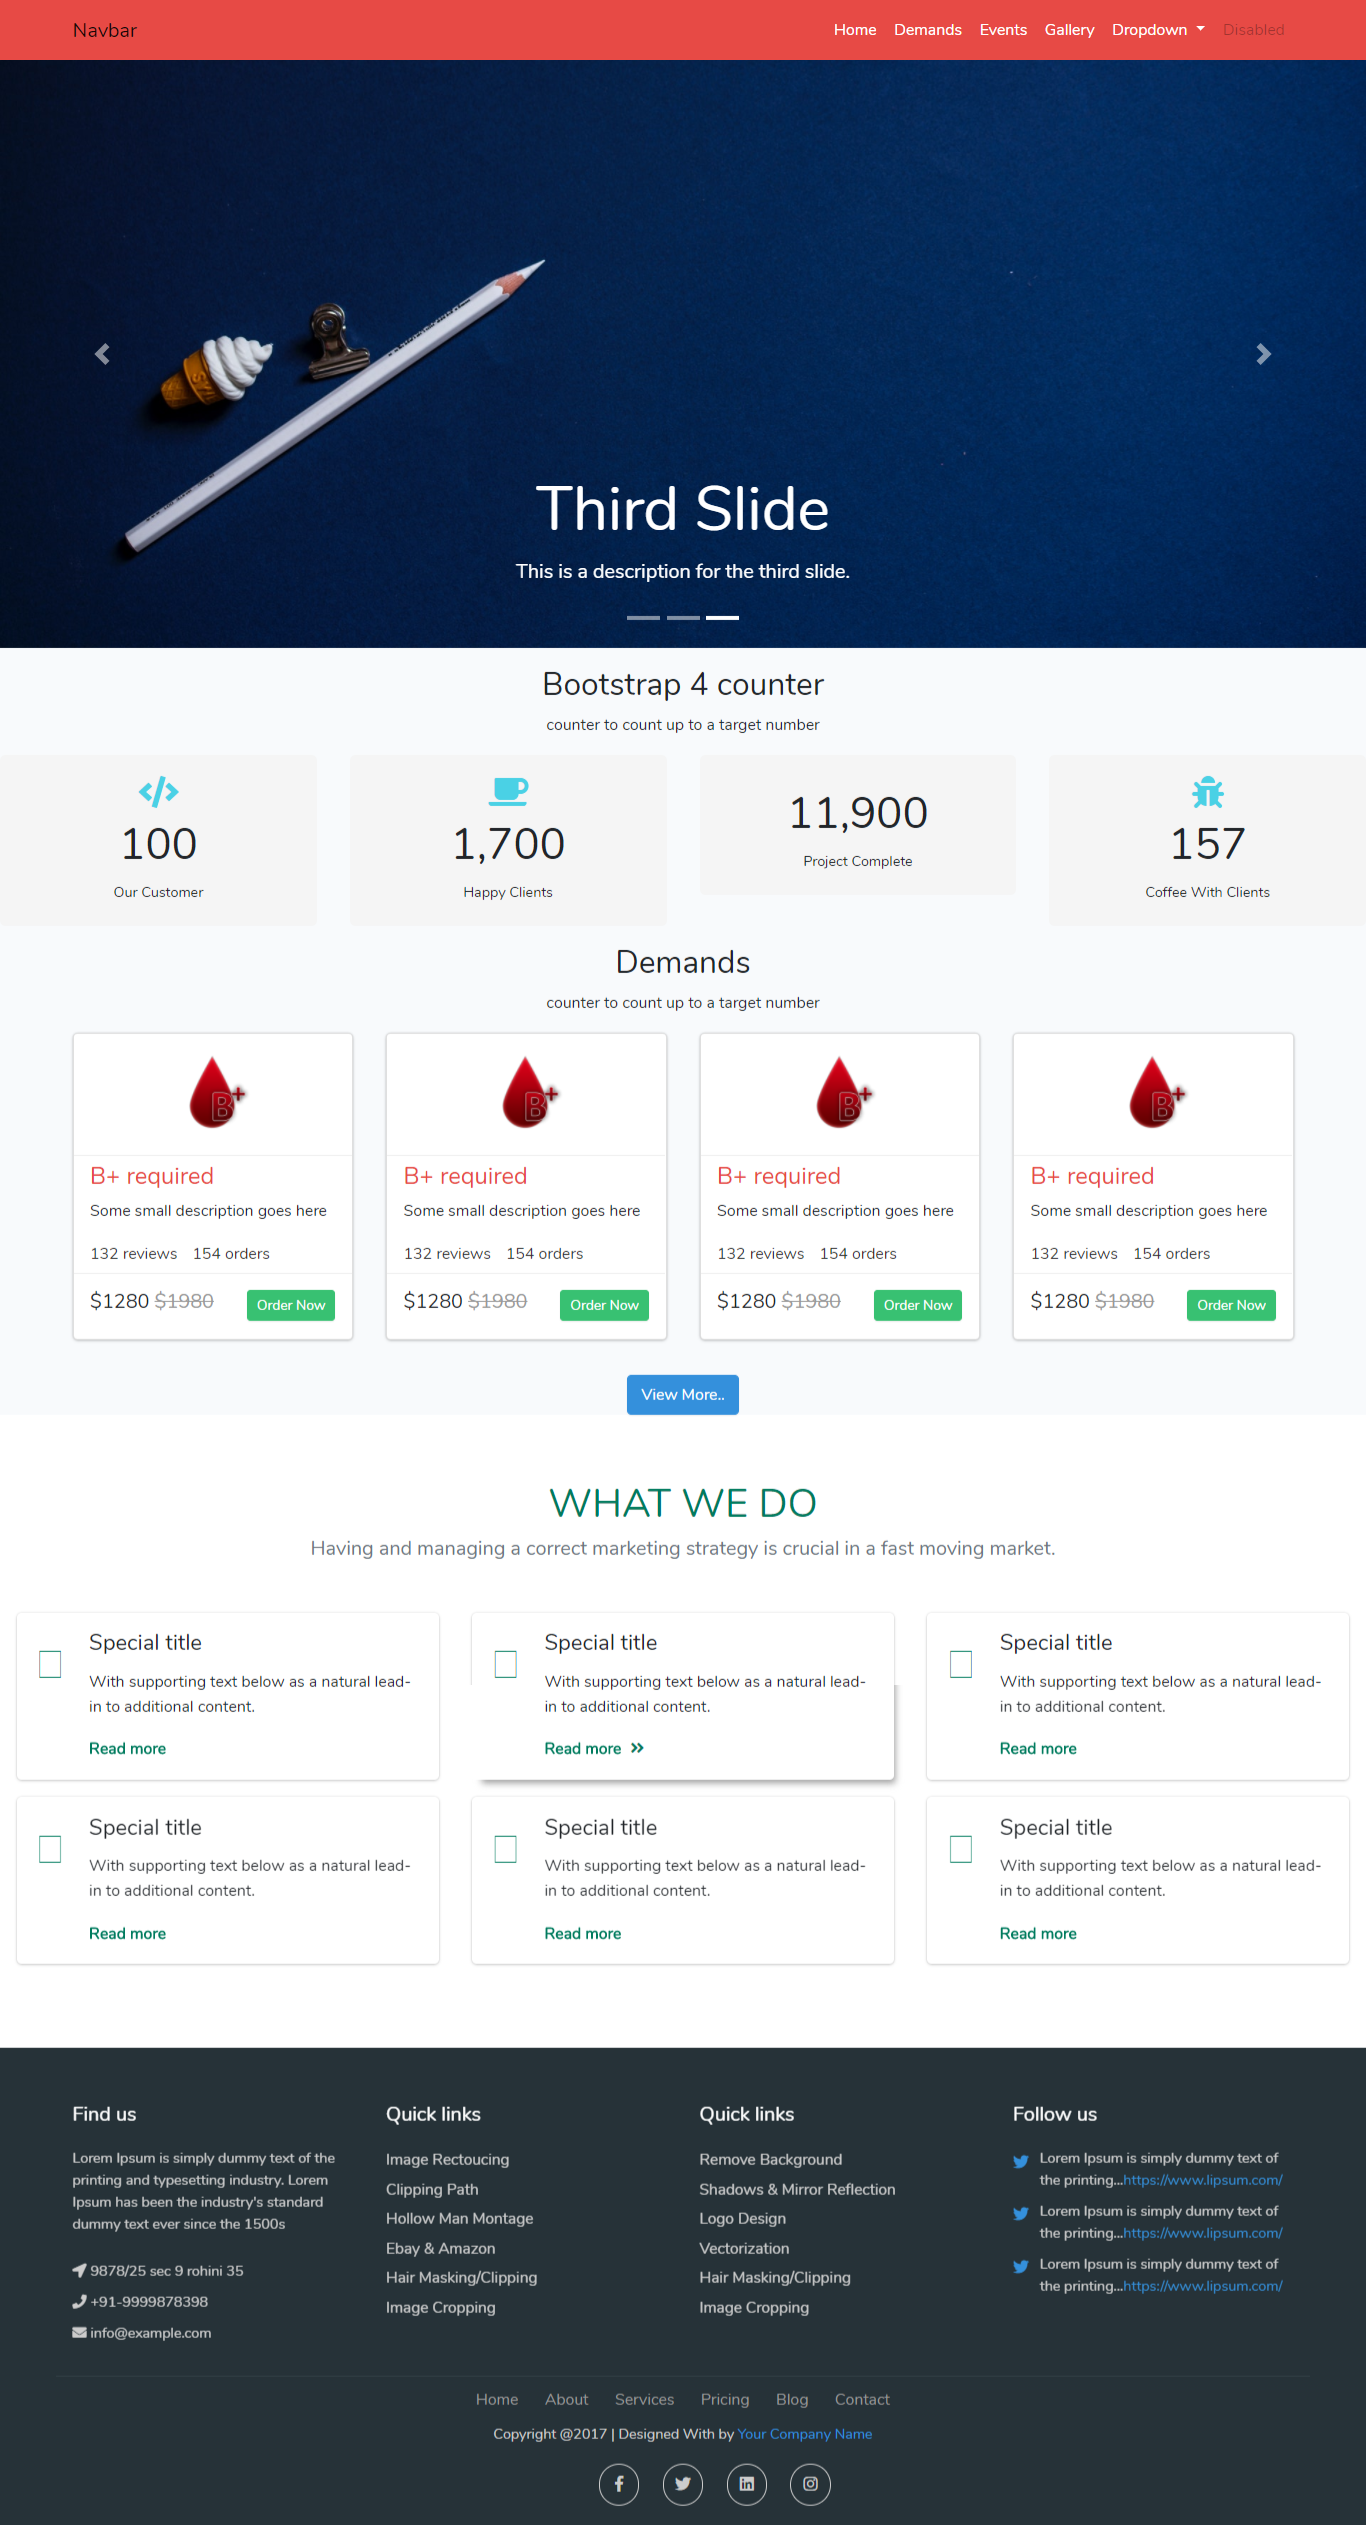 Navbar
Home Demands Events Gallery Dropdown Disabled
Third Slide
This is a description for the third slide.
Bootstrap 4 counter
counter to count up to a target number
100
Our Customer
1,700
Happy Clients
11,900
Project Complete
157
Coffee With Clients
Demands
counter to count up to a target number
B+
B+ required
Some small description goes here
132 reviews 154 orders
$1280 $1980 Order Now
B+
B+ required
Some small description goes here
132 reviews 154 orders
$1280 $1980 Order Now
B+
B+ required
Some small description goes here
132 reviews 154 orders
$1280 $1980 Order Now
B+
B+ required
Some small description goes here
132 reviews 154 orders
$1280 $1980 Order Now
View More..
WHAT WE DO
Having and managing a correct marketing strategy is crucial in a fast moving market.
Special title
With supporting text below as a natural lead-
in to additional content.
Read more
Special title
With supporting text below as a natural lead-
in to additional content.
Read more
Special title
With supporting text below as a natural lead-
in to additional content.
Read more
Special title
With supporting text below as a natural lead-
in to additional content.
Read more
Special title
With supporting text below as a natural lead-
in to additional content.
Read more
Special title
With supporting text below as a natural lead-
in to additional content.
Read more
Find us
Lorem Ipsum is simply dummy text of the
printing and typesetting industry. Lorem
Ipsum has been the industry's standard
dummy text ever since the 1500s
9878/25 sec 9 rohini 35
+91-9999878398
info@example.com
Quick links
Image Rectoucing
Clipping Path
Hollow Man Montage
Ebay & Amazon
Hair Masking/Clipping
Image Cropping
Quick links
Remove Background
Shadows & Mirror Reflection
Logo Design
Vectorization
Hair Masking/Clipping
Image Cropping
Follow us
Lorem Ipsum is simply dummy text of
the printing...https://www.lipsum.com/
Lorem Ipsum is simply dummy text of
the printing...https://www.lipsum.com/
Lorem Ipsum is simply dummy text of
the printing...https://www.lipsum.com/
Home About Services Pricing Blog Contact
Copyright @2017 | Designed With by Your Company Name